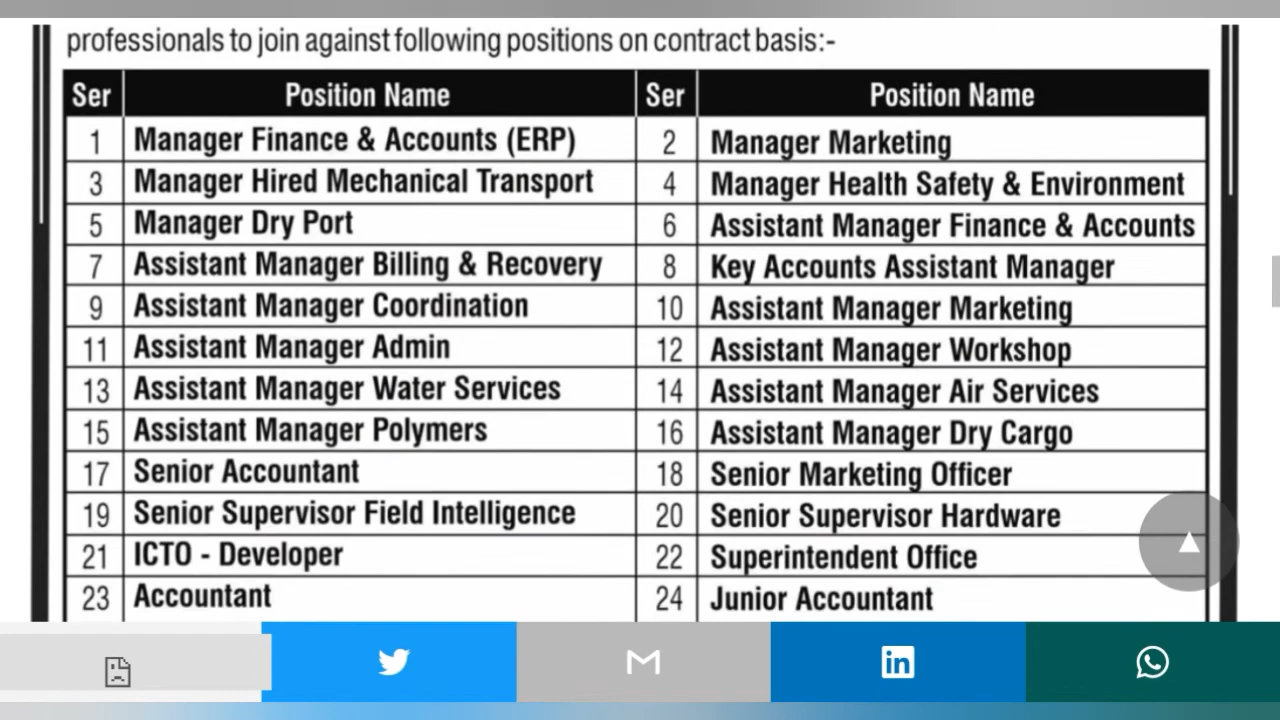 professionals to join against following positions on contract basis:-
Ser Position Name Ser Position Name
1 Manager Finance & Accounts (ERP) 2 Manager Marketing
3 Manager Hired Mechanical Transport 4 Manager Health Safety & Environment
5 Manager Dry Port 6 Assistant Manager Finance & Accounts
7 Assistant Manager Billing & Recovery 8 Key Accounts Assistant Manager
9 Assistant Manager Coordination 10 Assistant Manager Marketing
11 Assistant Manager Admin 12 Assistant Manager Workshop
13 Assistant Manager Water Services 14 Assistant Manager Air Services
15 Assistant Manager Polymers 16 Assistant Manager Dry Cargo
17 Senior Accountant 18 Senior Marketing Officer
19 Senior Supervisor Field Intelligence 20 Senior Supervisor Hardware
21 ICTO - Developer 22 Superintendent Office
23 Accountant 24 Junior Accountant
in